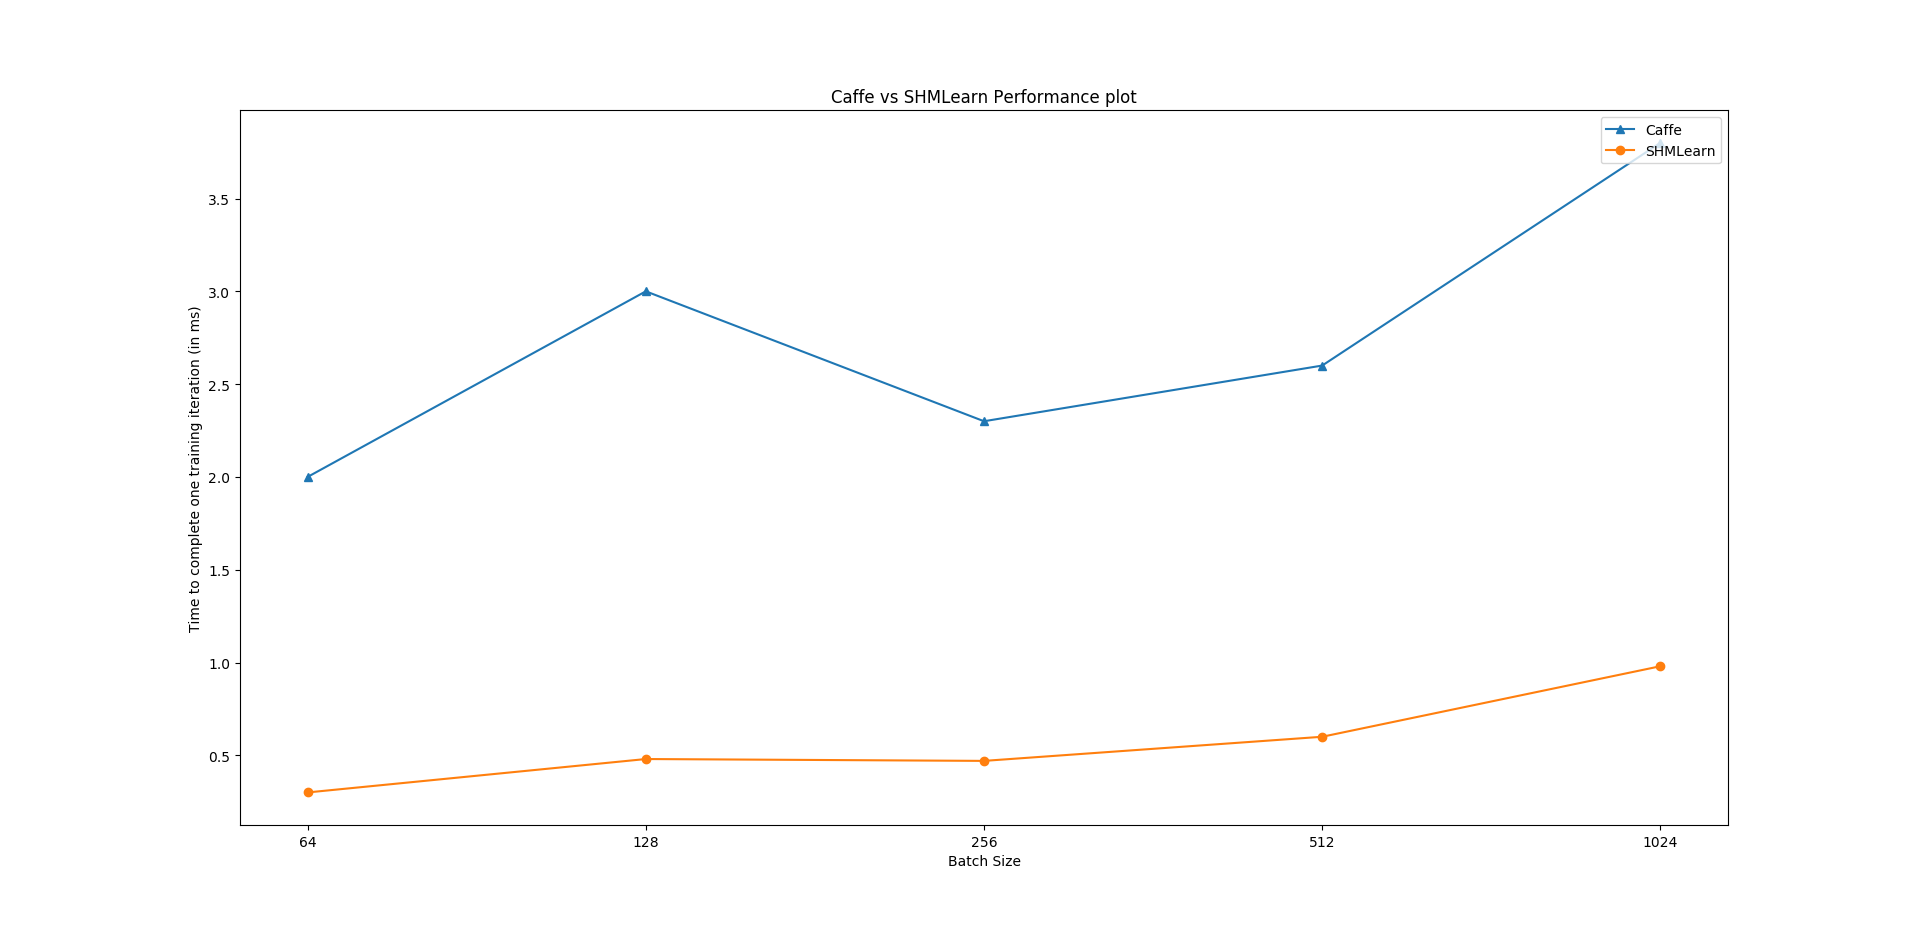 Caffe vs SHMLearn Performance plot
Caffe
SHMLearn
3.5
3.0
2.5
2.0
1.5
1.0
0.5
Time to complete one training iteration (in ms)
64 128 256 512 1024
Batch Size